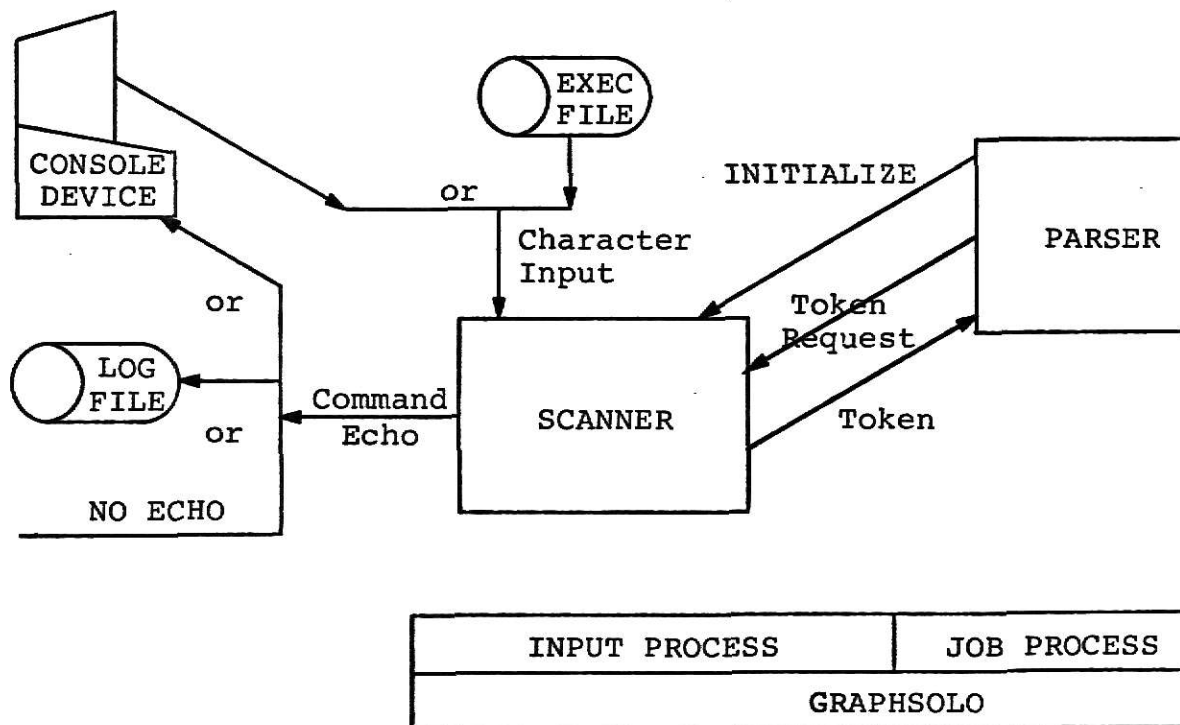 EXEC
FILE
CONSOLE
DEVICE
or
INITIALIZE
Character
Input
PARSER
or
Token
Request
LOG
FILE
Command
Echo
SCANNER
Token
or
NO ECHO
INPUT PROCESS
JOB PROCESS
GRAPHSOLO